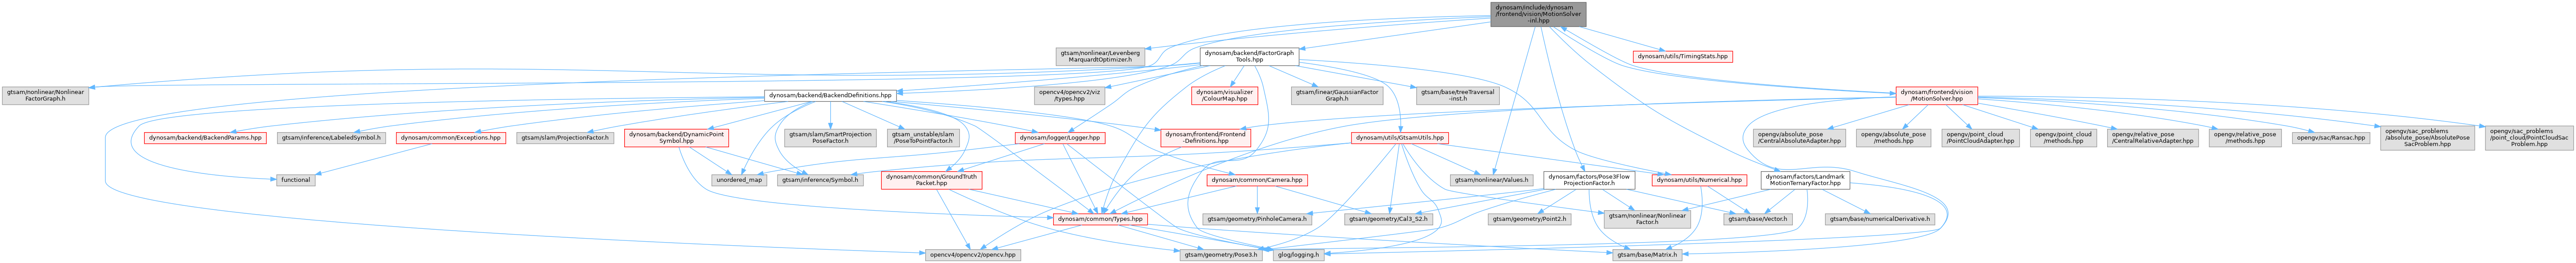 dynosam/include/dynosam
/frontend/vision/MotionSolver
-inl.hpp
gtsam/nonlinear/Levenberg
MarquardtOptimizer.h
dynosam/backend/FactorGraph
Tools.hpp
dynosam/utils/TimingStats.hpp
gtsam/nonlinear/Nonlinear
FactorGraph.h
dynosam/backend/BackendDefinitions.hpp
opencv4/opencv2/viz
/types.hpp
dynosam/visualizer
/ColourMap.hpp
gtsam/linear/GaussianFactor
Graph.h
gtsam/base/treeTraversal
-inst.h
dynosam/frontend/vision
/MotionSolver.hpp
dynosam/backend/BackendParams.hpp
gtsam/inference/LabeledSymbol.h
dynosam/common/Exceptions.hpp
gtsam/slam/ProjectionFactor.h
dynosam/backend/DynamicPoint
Symbol.hpp
gtsam/slam/SmartProjection
PoseFactor.h
gtsam_unstable/slam
/PoseToPointFactor.h
dynosam/logger/Logger.hpp
dynosam/frontend/Frontend
-Definitions.hpp
dynosam/utils/GtsamUtils.hpp
opengv/absolute_pose
/CentralAbsoluteAdapter.hpp
opengv/absolute_pose
/methods.hpp
opengv/point_cloud
/PointCloudAdapter.hpp
opengv/point_cloud
/methods.hpp
opengv/relative_pose
/CentralRelativeAdapter.hpp
opengv/relative_pose
/methods.hpp
opengv/sac/Ransac.hpp
opengv/sac_problems
/absolute_pose/AbsolutePose
SacProblem.hpp
opengv/sac_problems
/point_cloud/PointCloudSac
Problem.hpp
functional
unordered_map
gtsam/inference/Symbol.h
dynosam/common/GroundTruth
Packet.hpp
dynosam/common/Camera.hpp
gtsam/nonlinear/Values.h
dynosam/factors/Pose3Flow
ProjectionFactor.h
dynosam/utils/Numerical.hpp
dynosam/factors/Landmark
MotionTernaryFactor.hpp
dynosam/common/Types.hpp
gtsam/geometry/PinholeCamera.h
gtsam/geometry/Cal3_S2.h
gtsam/geometry/Point2.h
gtsam/nonlinear/Nonlinear
Factor.h
gtsam/base/Vector.h
gtsam/base/numericalDerivative.h
opencv4/opencv2/opencv.hpp
gtsam/geometry/Pose3.h
glog/logging.h
gtsam/base/Matrix.h